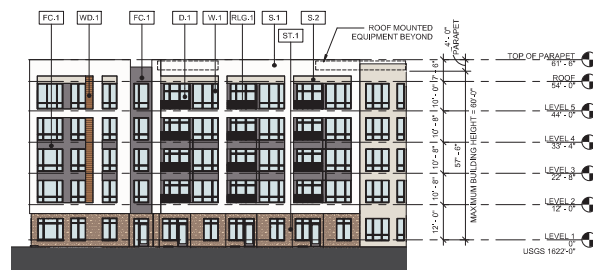 FC.1
WD.1
FC.1
D.1
W.1
RLG.1
S.1
S.2
ST.1
ROOF MOUNTED
EQUIPMENT BEYOND
4'- 0"
PARAPET
TOP OF PARAPET
61' - 6"
7' - 6"
ROOF
54' - 0"
10' - 0"
LEVEL 5
44' - 0"
10' - 8"
LEVEL 4
33' - 4"
10' - 8"
LEVEL 3
22' - 8"
10' - 8"
LEVEL 2
12' - 0"
12' - 0"
LEVEL 1
0"
USGS 1622'-0"
57' - 6"
MAXIMUM BUILDING HEIGHT = 60'-0"